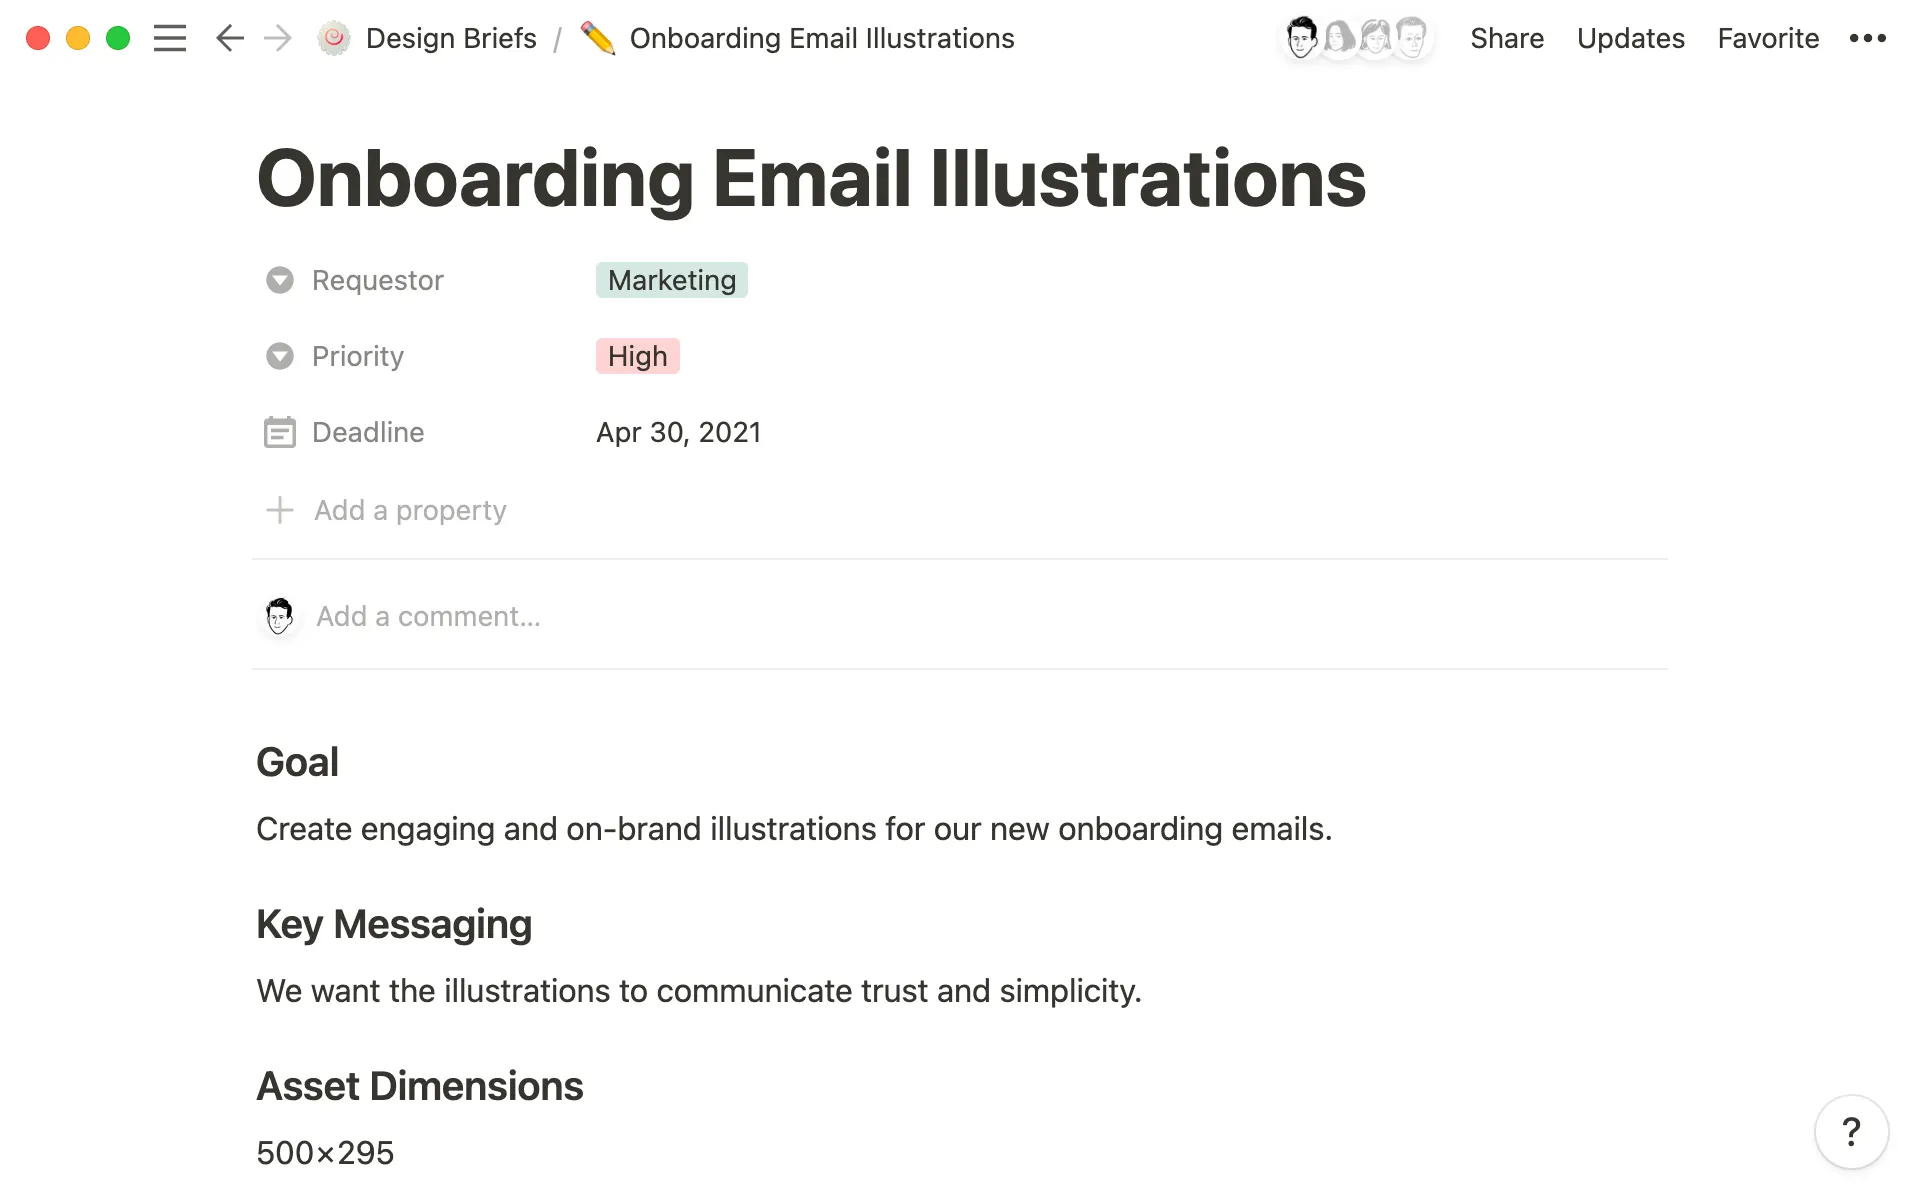 Design Briefs / Onboarding Email Illustrations
Share Updates Favorite
Onboarding Email Illustrations
Requestor Marketing
Priority High
Deadline Apr 30, 2021
Add a property
Add a comment...
Goal
Create engaging and on-brand illustrations for our new onboarding emails.
Key Messaging
We want the illustrations to communicate trust and simplicity.
Asset Dimensions
500×295
?